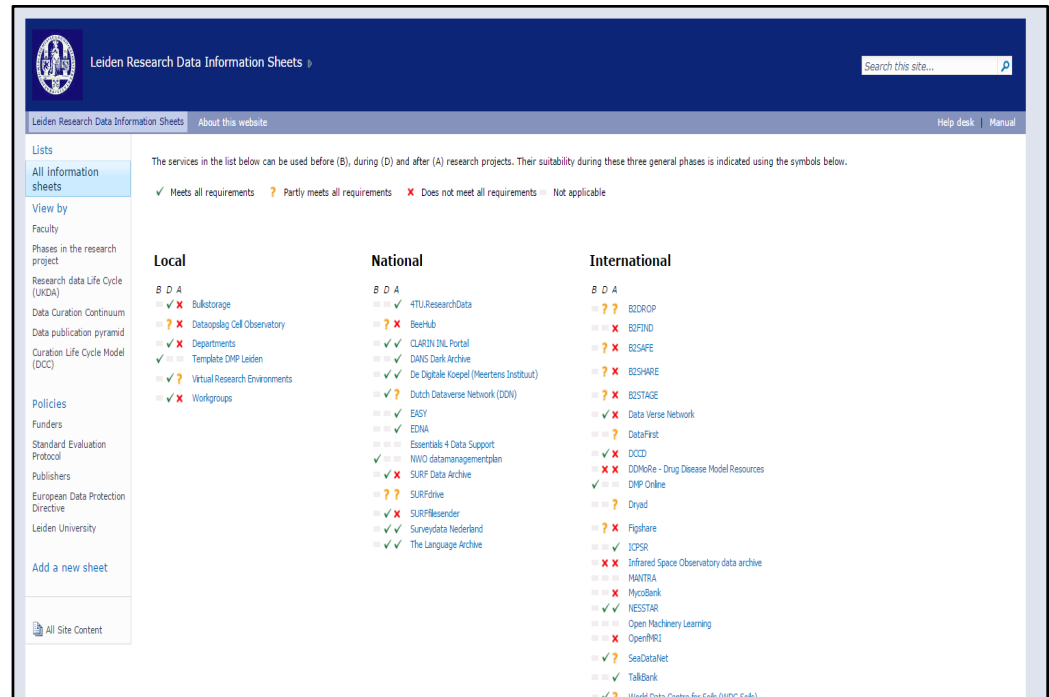 Leiden Research Data Information Sheets
Search this site...
Leiden Research Data Information Sheets
About this website
Help desk | Manual
Lists
All information
sheets
View by
Faculty
Phases in the research
project
Research data Life Cycle
(UKDA)
Data Curation Continuum
Data publication pyramid
Curation Life Cycle Model
(DCC)
Policies
Funders
Standard Evaluation
Protocol
Publishers
European Data Protection
Directive
Leiden University
Add a new sheet
All Site Content
The services in the list below can be used before (B), during (D) and after (A) research projects. Their suitability during these three general phases is indicated using the symbols below.
✓ Meets all requirements ? Partly meets all requirements ✗ Does not meet all requirements Not applicable
Local
B D A
✓ ✗ Bulkstorage
? ✗ Dataopslag Cell Observatory
✓ ✗ Departments
✓ Template DMP Leiden
✓ ? Virtual Research Environments
✓ ✗ Workgroups
National
B D A
✓ 4TU.ResearchData
? ✗ BeeHub
✓ ✓ CLARIN INL Portal
✓ DANS Dark Archive
✓ ✓ De Digitale Koepel (Meertens Instituut)
✓ ? Dutch Dataverse Network (DDN)
✓ EASY
✓ EDNA
Essentials 4 Data Support
✓ NWO datamanagementplan
✓ ✗ SURF Data Archive
? ? SURFdrive
✓ ✗ SURFfilesender
✓ ✓ Surveydata Nederland
✓ ✓ The Language Archive
International
B D A
? ? B2DROP
✗ B2FIND
? ✗ B2SAFE
? ✗ B2SHARE
? ✗ B2STAGE
✓ ✗ Data Verse Network
? DataFirst
✓ ✗ DCCD
✗ ✗ DDMoRe - Drug Disease Model Resources
✓ DMP Online
? Dryad
? ✗ Figshare
✓ ICPSR
✗ ✗ Infrared Space Observatory data archive
MANTRA
✗ MycoBank
✓ ✓ NESSTAR
Open Machinery Learning
✗ OpenfMRI
✓ ? SeaDataNet
✓ TalkBank
✓ ? World Data Centre for Soils (WDC Soils)